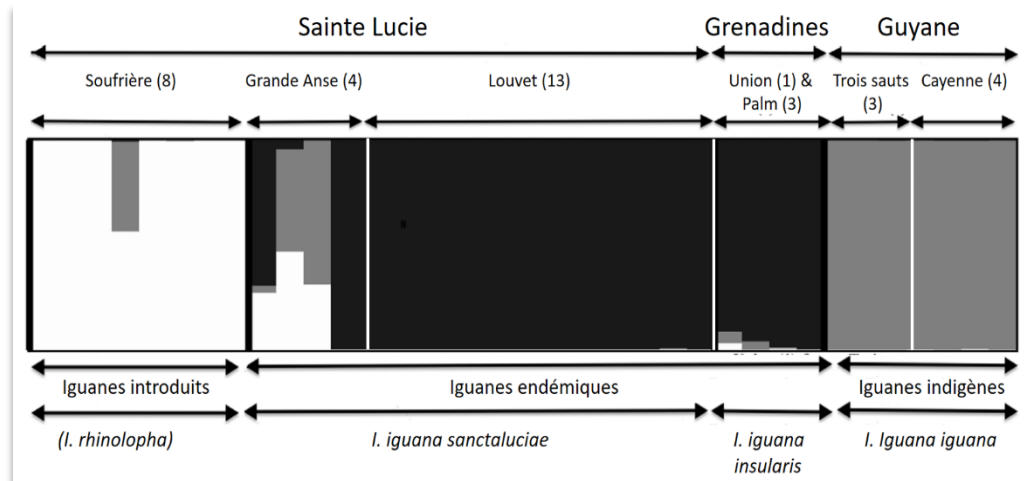 Sainte Lucie
Grenadines
Guyane
Soufrière (8)
Grande Anse (4)
Louvet (13)
Union (1) &
Palm (3)
Trois sauts
(3)
Cayenne (4)
Iguanes introduits
Iguanes endémiques
Iguanes indigènes
(I. rhinolopha)
I. iguana sanctaluciae
I. iguana
insularis
I. Iguana iguana